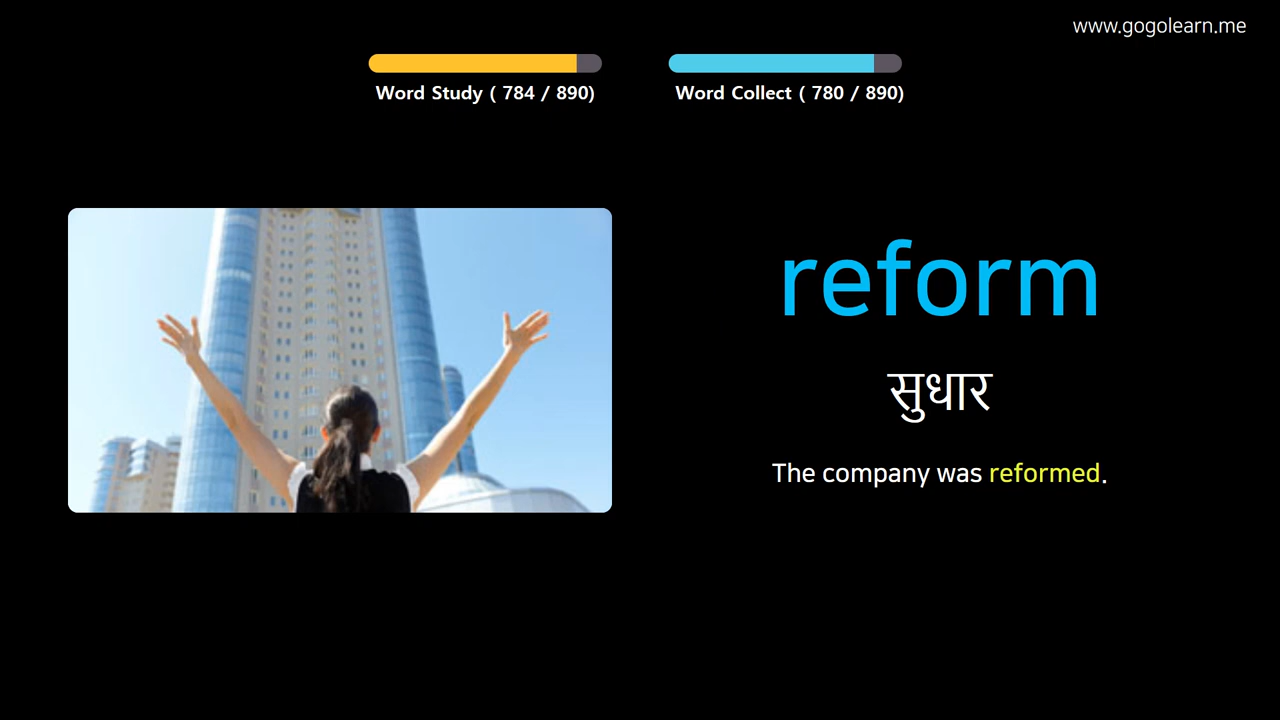 www.gogolearn.me
Word Study ( 784 / 890)
Word Collect ( 780 / 890)
reform
सुधार
The company was reformed.